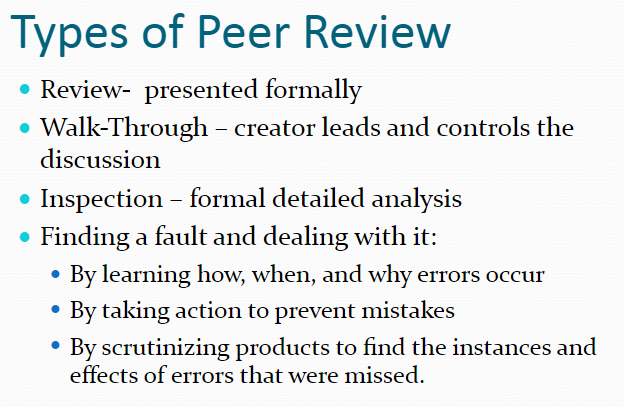 Types of Peer Review
• Review-  presented formally
• Walk-Through – creator leads and controls the
discussion
• Inspection – formal detailed analysis
• Finding a fault and dealing with it:
• By learning how, when, and why errors occur
• By taking action to prevent mistakes
• By scrutinizing products to find the instances and
effects of errors that were missed.